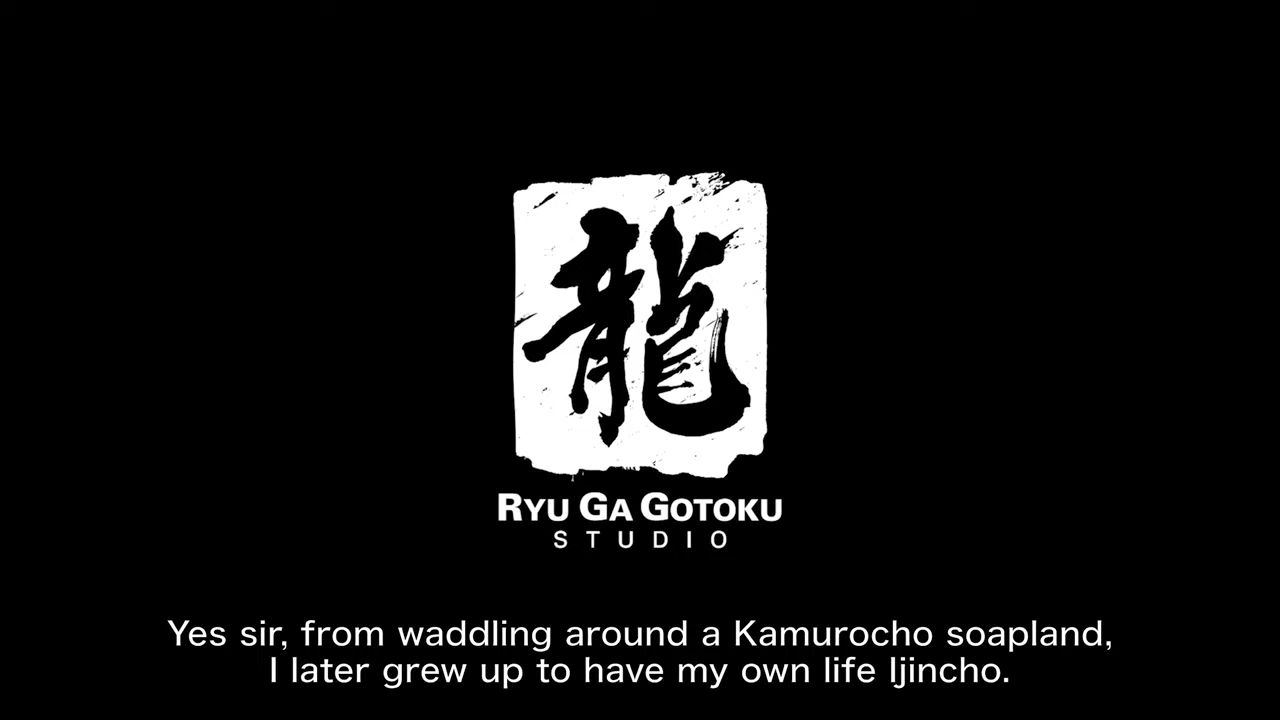 龍
RYU GA GOTOKU
STUDIO
Yes sir, from waddling around a Kamurocho soapland,
I later grew up to have my own life Ijincho.